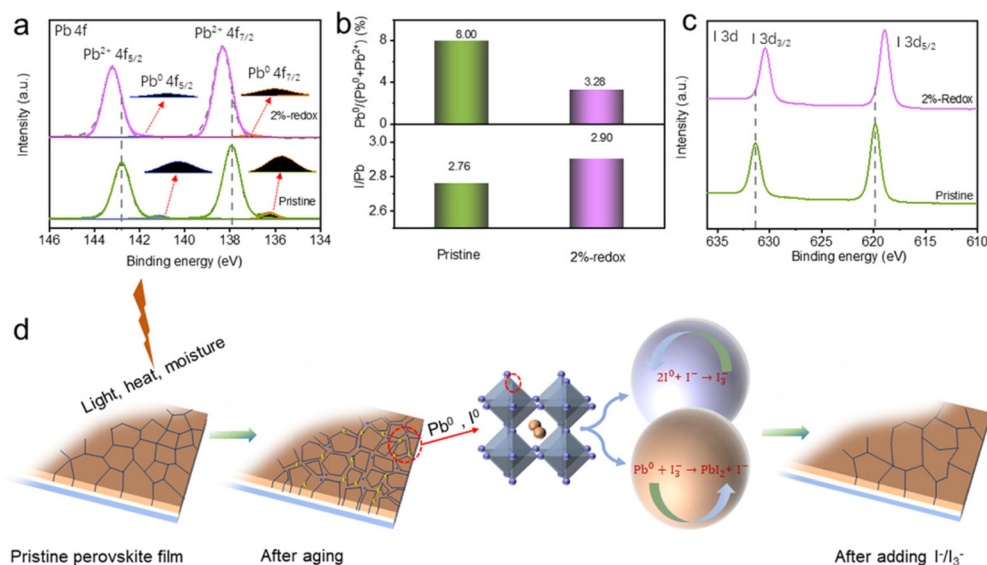 a
Pb 4f
Pb²⁺ 4f₅/₂
Pb²⁺ 4f₇/₂
Pb⁰ 4f₅/₂
Pb⁰ 4f₇/₂
2%-redox
Pristine
Intensity (a.u.)
146 144 142 140 138 136 134
Binding energy (eV)
b
Pb⁰/(Pb⁰+Pb²⁺) (%)
8
4
0
8.00
3.28
I/Pb
3.0
2.8
2.6
2.76
2.90
Pristine
2%-redox
c
I 3d
I 3d₃/₂
I 3d₅/₂
2%-Redox
Pristine
Intensity (a.u.)
635 630 625 620 615 610
Binding energy (eV)
d
Light, heat, moisture
Pb⁰ , I⁰
2I⁰+ I⁻ → I₃⁻
Pb⁰ + I₃⁻ → PbI₂+ I⁻
Pristine perovskite film
After aging
After adding I⁻/I₃⁻